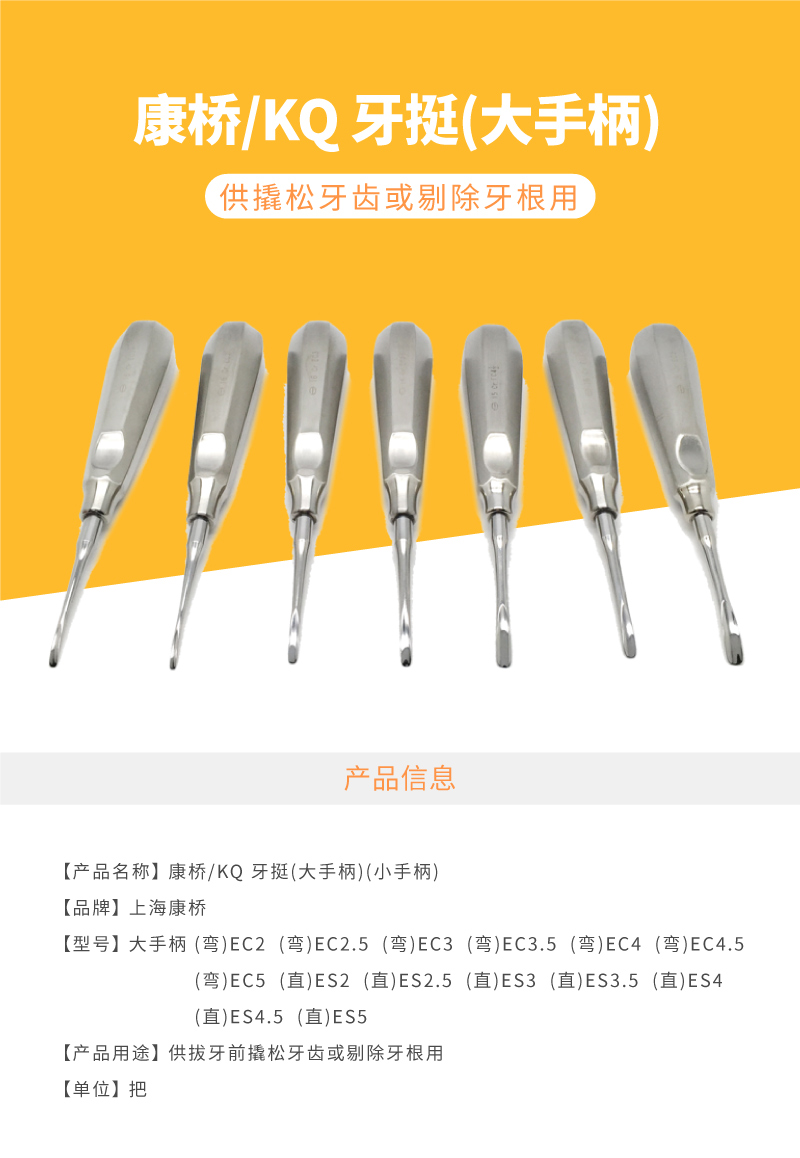 康桥/KQ 牙挺(大手柄)
供撬松牙齿或剔除牙根用
产品信息
【产品名称】康桥/KQ 牙挺(大手柄)(小手柄)
【品牌】上海康桥
【型号】大手柄 (弯)EC2 (弯)EC2.5 (弯)EC3 (弯)EC3.5 (弯)EC4 (弯)EC4.5
(弯)EC5 (直)ES2 (直)ES2.5 (直)ES3 (直)ES3.5 (直)ES4
(直)ES4.5 (直)ES5
【产品用途】供拔牙前撬松牙齿或剔除牙根用
【单位】把